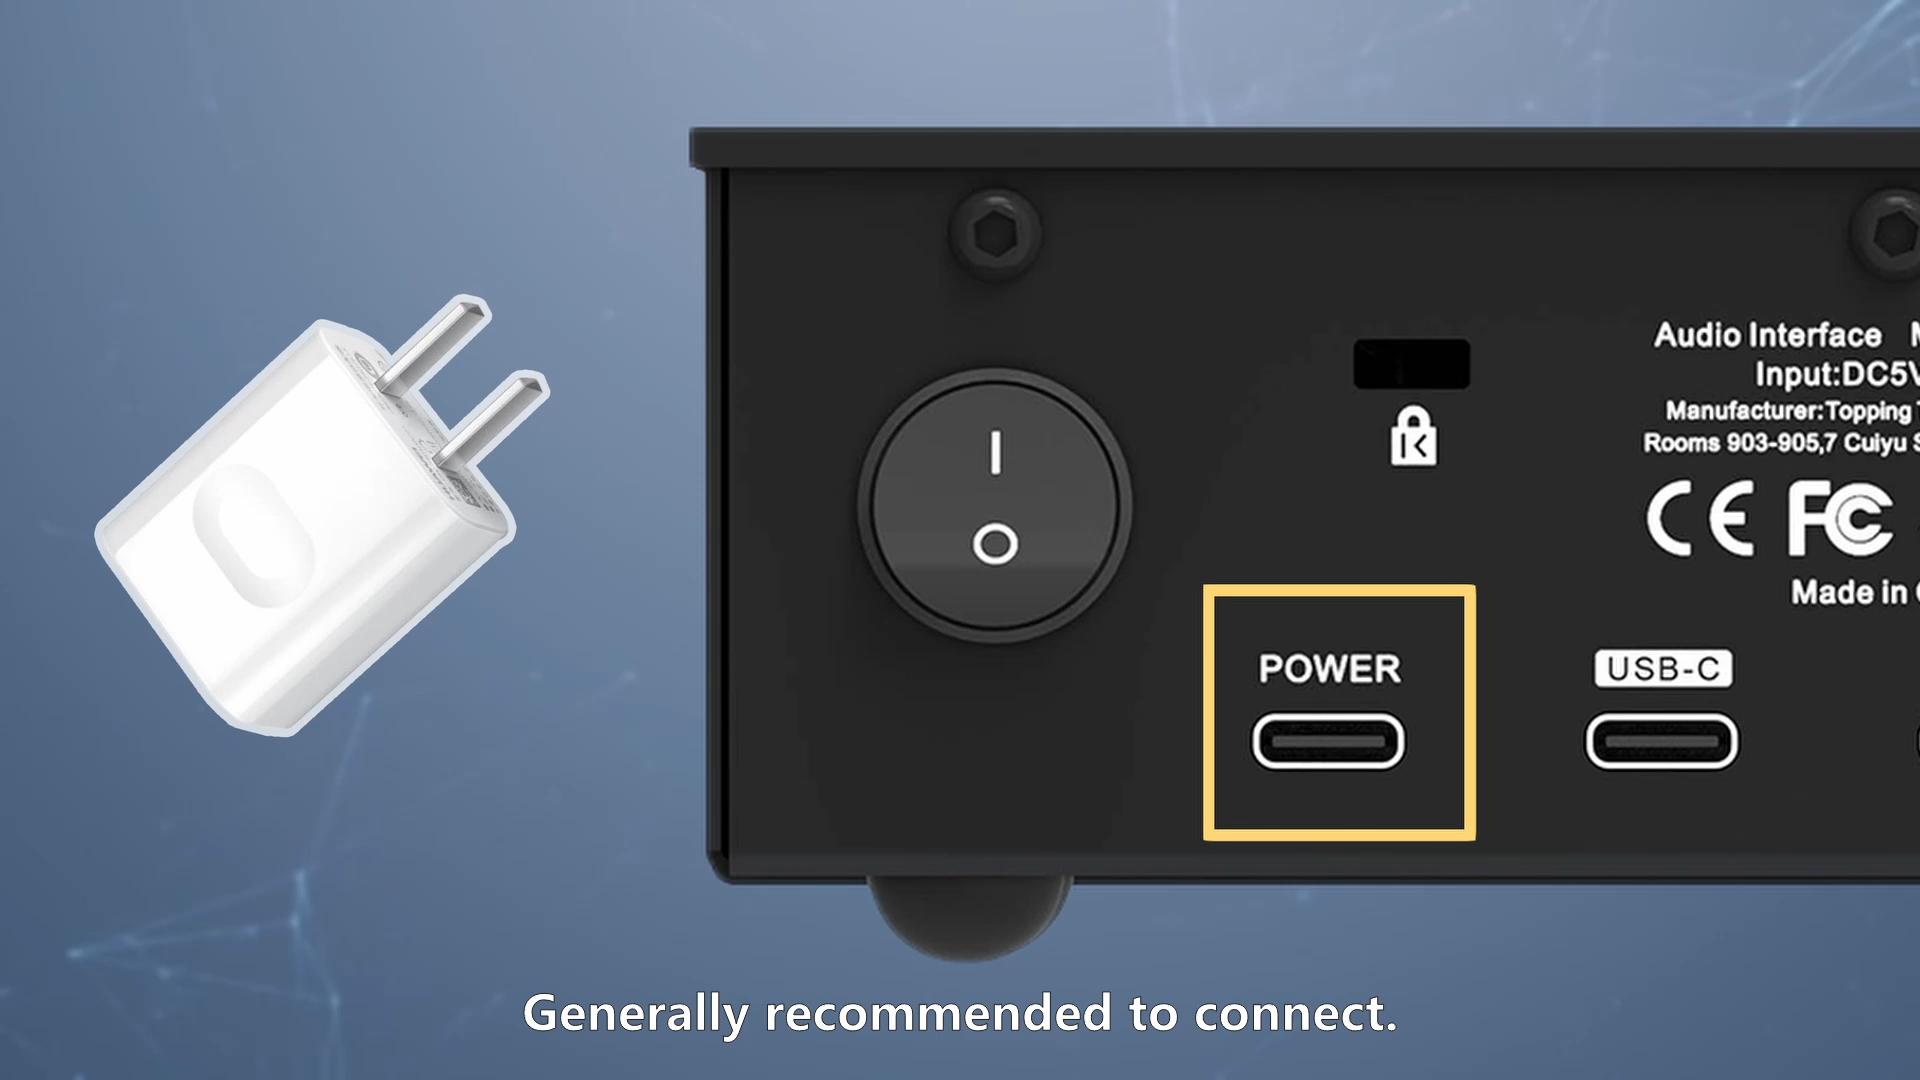 Audio Interface
Input:DC5V
Manufacturer:Topping
Rooms 903-905,7 Cuiyu
CE FC
Made in
I
O
K
POWER
USB-C
Generally recommended to connect.